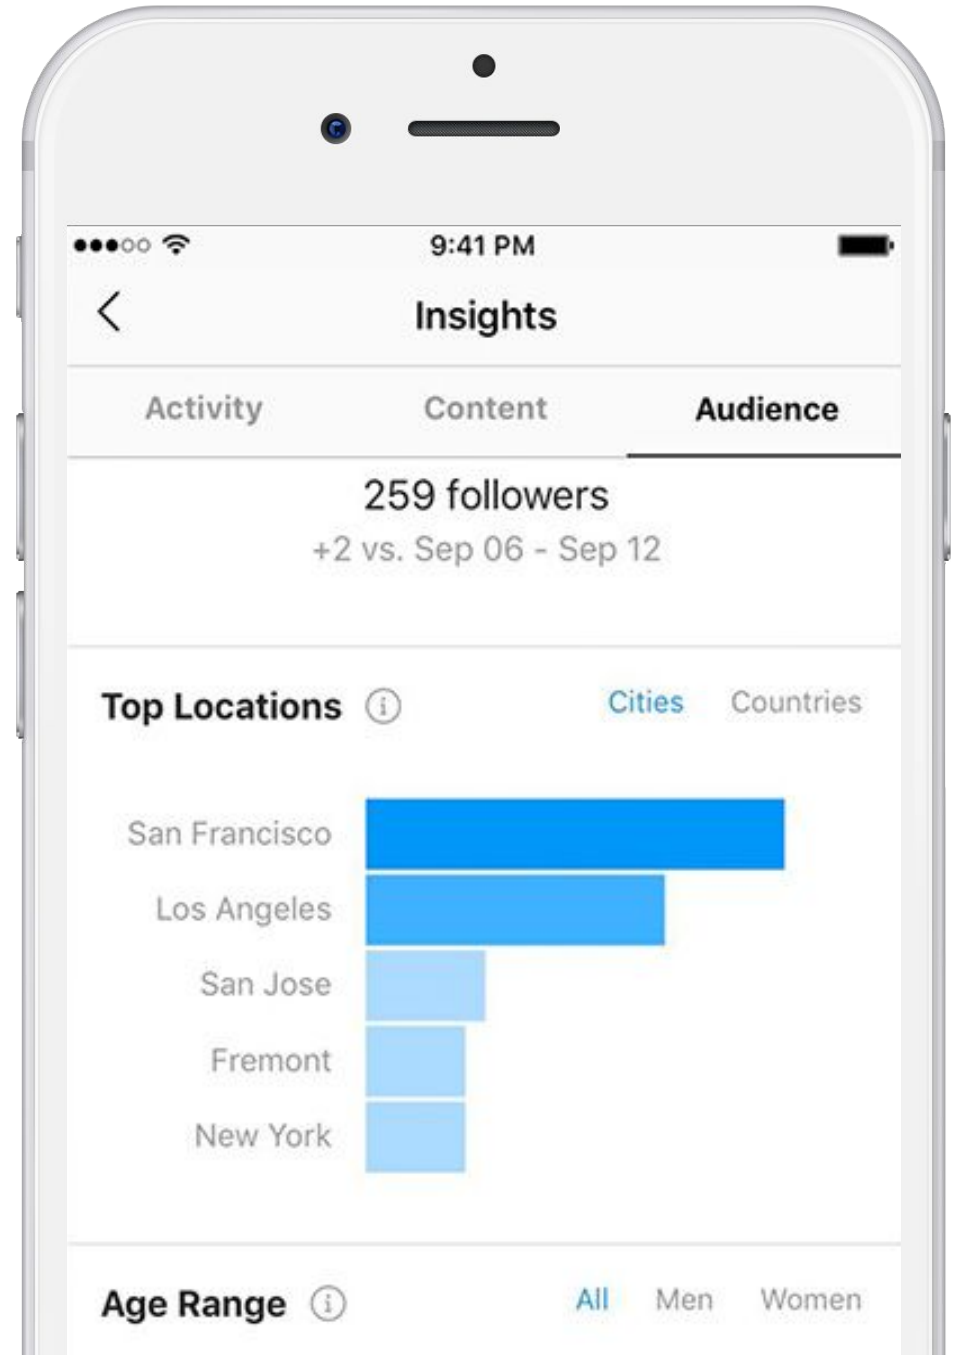 9:41 PM
Insights
Activity Content Audience
259 followers
+2 vs. Sep 06 - Sep 12
Top Locations Cities Countries
San Francisco
Los Angeles
San Jose
Fremont
New York
Age Range All Men Women